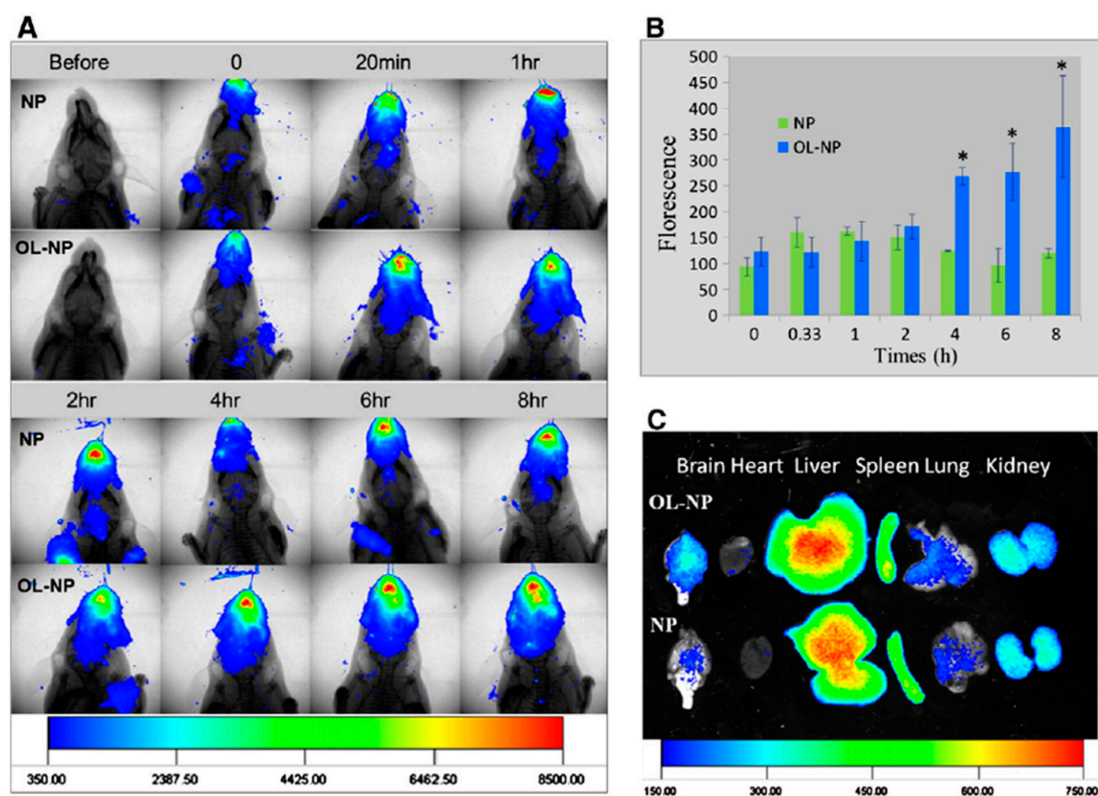 A
Before 0 20min 1hr
NP
OL-NP
2hr 4hr 6hr 8hr
NP
OL-NP
350.00 2387.50 4425.00 6462.50 8500.00
B
500
450
400
350
300
250
200
150
100
50
0
Florescence
NP
OL-NP
*
*
*
0 0.33 1 2 4 6 8
Times (h)
C
Brain Heart Liver Spleen Lung Kidney
OL-NP
NP
150.00 300.00 450.00 600.00 750.00